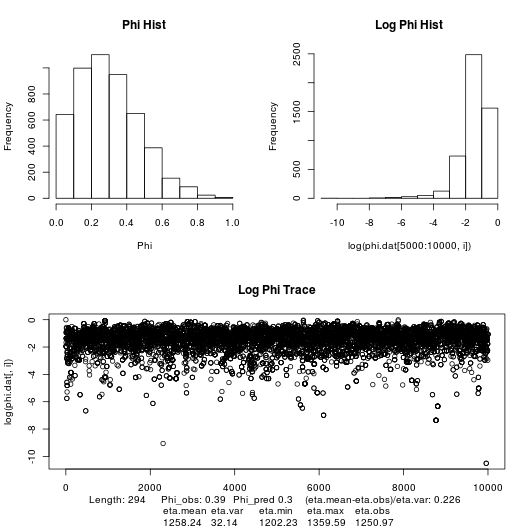 Phi Hist
Log Phi Hist
Frequency
0 200 400 600 800
0.0 0.2 0.4 0.6 0.8 1.0
Phi
Frequency
0 500 1500 2500
-10 -8 -6 -4 -2 0
log(phi.dat[5000:10000, i])
Log Phi Trace
log(phi.dat[, i])
0 -2 -4 -6 -8 -10
0 2000 4000 6000 8000 10000
Length: 294 Phi_obs: 0.39 Phi_pred 0.3 (eta.mean-eta.obs)/eta.var: 0.226
eta.mean eta.var eta.min eta.max eta.obs
1258.24 32.14 1202.23 1359.59 1250.97